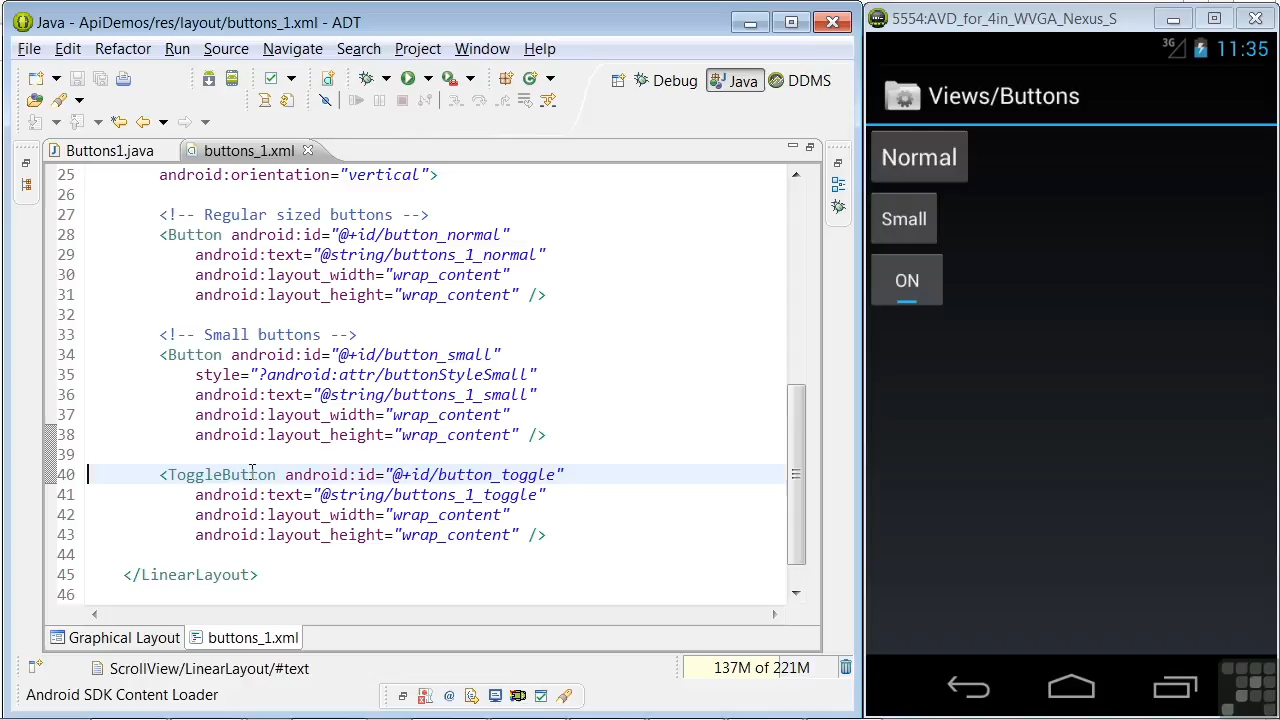 Java - ApiDemos/res/layout/buttons_1.xml - ADT
File Edit Refactor Run Source Navigate Search Project Window Help
Debug Java DDMS
Buttons1.java buttons_1.xml
25 android:orientation="vertical">
26
27 <!-- Regular sized buttons -->
28 <Button android:id="@+id/button_normal"
29 android:text="@string/buttons_1_normal"
30 android:layout_width="wrap_content"
31 android:layout_height="wrap_content" />
32
33 <!-- Small buttons -->
34 <Button android:id="@+id/button_small"
35 style="?android:attr/buttonStyleSmall"
36 android:text="@string/buttons_1_small"
37 android:layout_width="wrap_content"
38 android:layout_height="wrap_content" />
39
40 <ToggleButton android:id="@+id/button_toggle"
41 android:text="@string/buttons_1_toggle"
42 android:layout_width="wrap_content"
43 android:layout_height="wrap_content" />
44
45 </LinearLayout>
46
Graphical Layout buttons_1.xml
ScrollView/LinearLayout/#text 137M of 221M
Android SDK Content Loader
5554:AVD_for_4in_WVGA_Nexus_S
3G 11:35
Views/Buttons
Normal
Small
ON